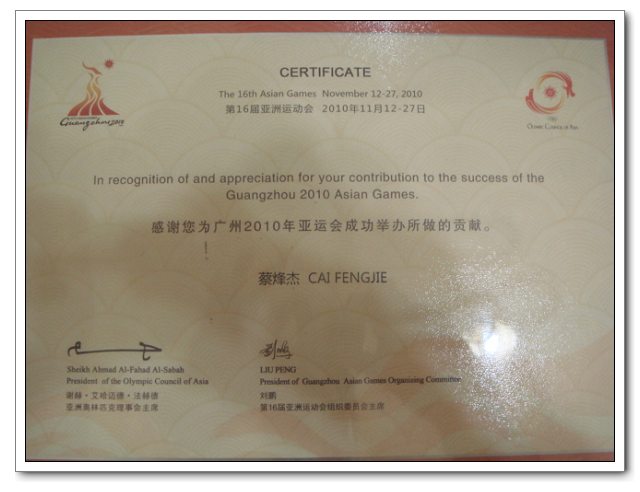 CERTIFICATE
The 16th Asian Games November 12-27, 2010
第16届亚洲运动会 2010年11月12-27日
Guangzhou 2010
Olympic Council of Asia
In recognition of and appreciation for your contribution to the success of the
Guangzhou 2010 Asian Games.
感谢您为广州2010年亚运会成功举办所做的贡献。
蔡烽杰 CAI FENGJIE
Sheikh Ahmad Al-Fahad Al-Sabah
President of the Olympic Council of Asia
谢赫·艾哈迈德·法赫德
亚洲奥林匹克理事会主席
LIU PENG
President of Guangzhou Asian Games Organizing Committee
刘鹏
第16届亚洲运动会组织委员会主席